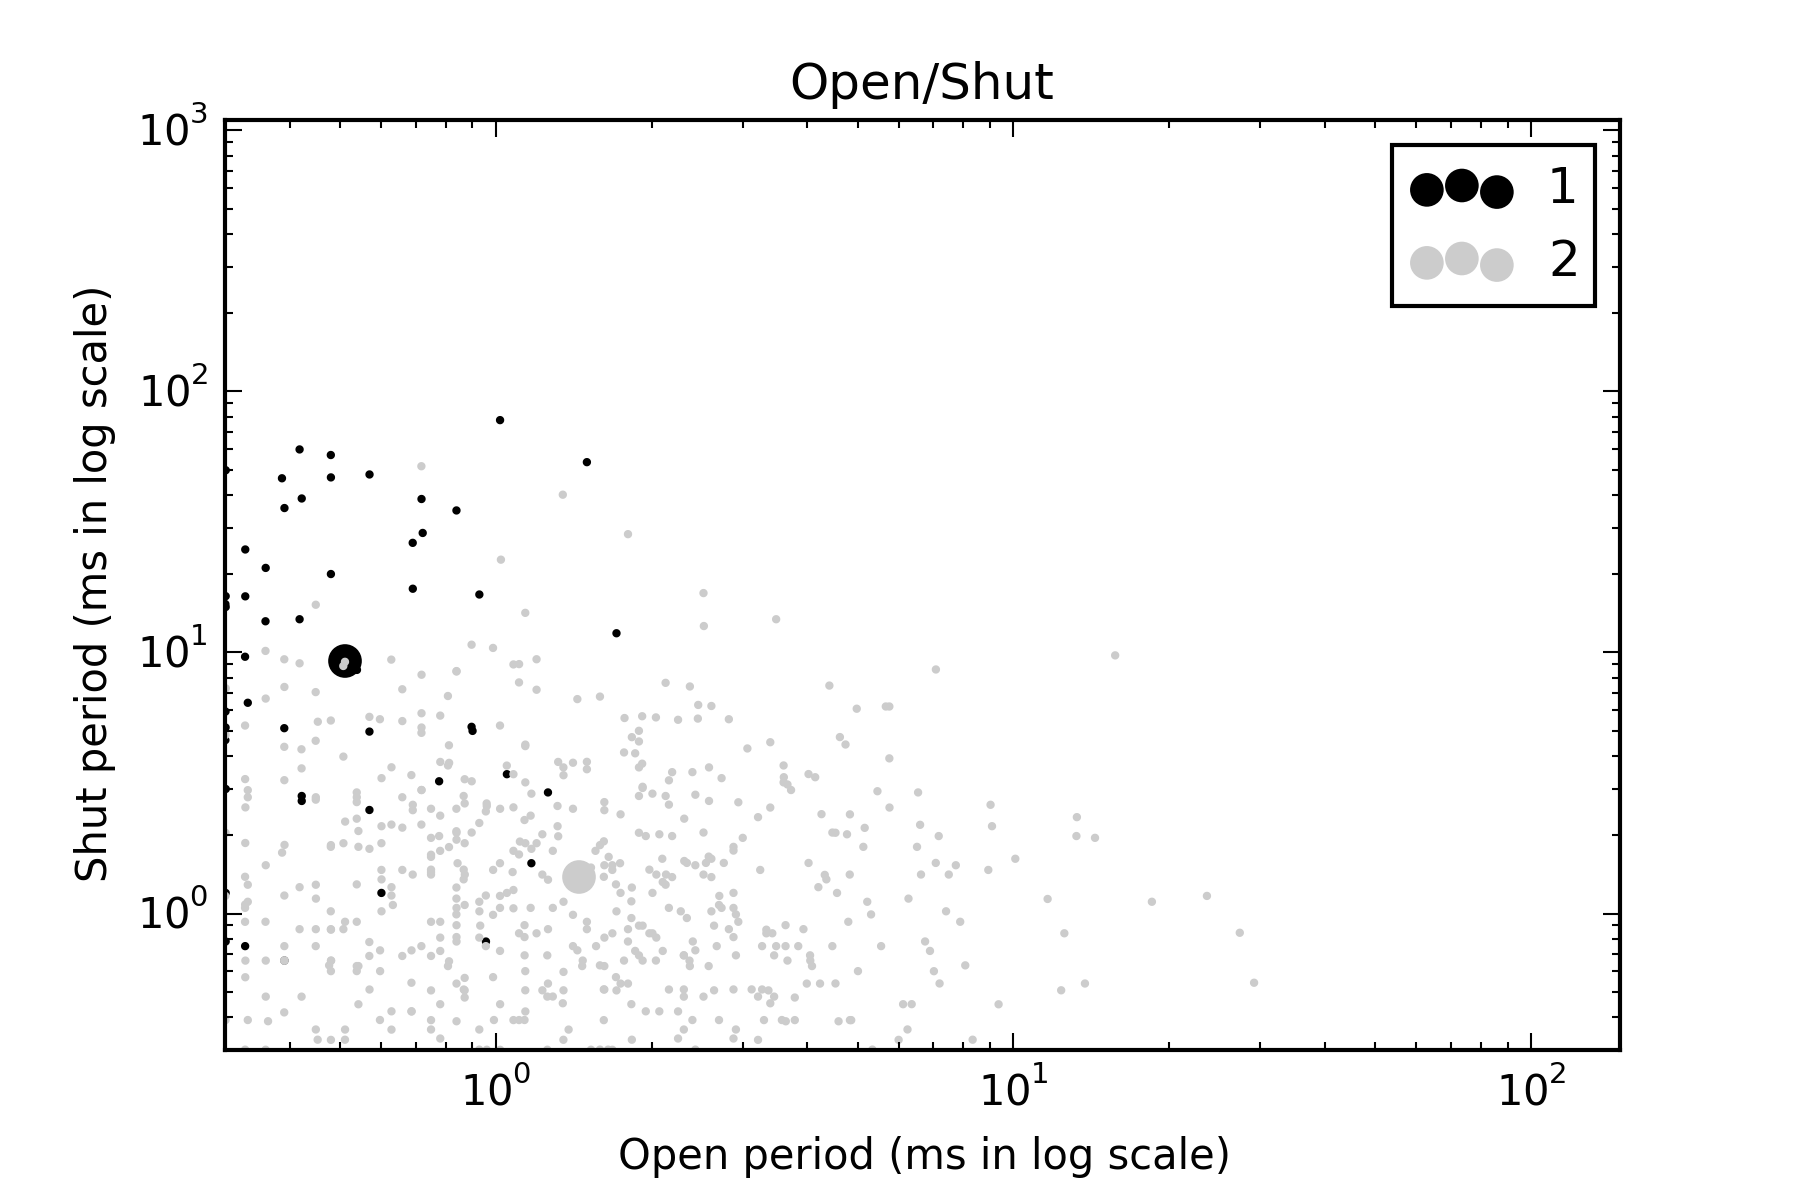 Open/Shut
10³
10²
10¹
10⁰
Shut period (ms in log scale)
1
2
10⁰ 10¹ 10²
Open period (ms in log scale)